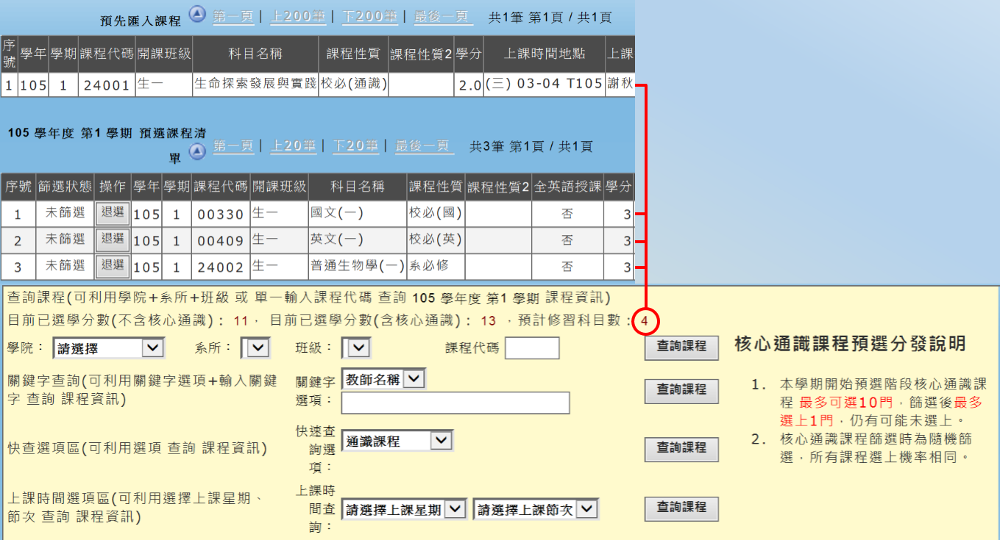 預先匯入課程 第一頁 | 上200筆 | 下200筆 | 最後一頁 共1筆 第1頁 / 共1頁
序號 學年 學期 課程代碼 開課班級 科目名稱 課程性質 課程性質2 學分 上課時間地點 上課
1 105 1 24001 生一 生命探索發展與實踐 校必(通識) 2.0 (三) 03-04 T105 謝秋
105 學年度 第1 學期 預選課程清單 第一頁 | 上20筆 | 下20筆 | 最後一頁 共3筆 第1頁 / 共1頁
序號 篩選狀態 操作 學年 學期 課程代碼 開課班級 科目名稱 課程性質 課程性質2 全英語授課 學分
1 未篩選 退選 105 1 00330 生一 國文(一) 校必(國) 否 3
2 未篩選 退選 105 1 00409 生一 英文(一) 校必(英) 否 3
3 未篩選 退選 105 1 24002 生一 普通生物學(一) 系必修 否 3
查詢課程(可利用學院+系所+班級 或 單一輸入課程代碼 查詢 105 學年度 第1 學期 課程資訊)
目前已選學分數(不含核心通識)：11，目前已選學分數(含核心通識)：13，預計修習科目數：4
學院： 請選擇 系所： 班級： 課程代碼 查詢課程
關鍵字查詢(可利用關鍵字選項+輸入關鍵
字 查詢 課程資訊)
關鍵字
選項：
教師名稱
查詢課程
快查選項區(可利用選項 查詢 課程資訊)
快速查
詢選
項：
通識課程
查詢課程
上課時間選項區(可利用選擇上課星期、
節次 查詢 課程資訊)
上課時
間查
詢：
請選擇上課星期 請選擇上課節次
查詢課程
核心通識課程預選分發說明
1. 本學期開始預選階段核心通識課
程 最多可選10門，篩選後最多
選上1門，仍有可能未選上。
2. 核心通識課程篩選時為隨機篩
選，所有課程選上機率相同。